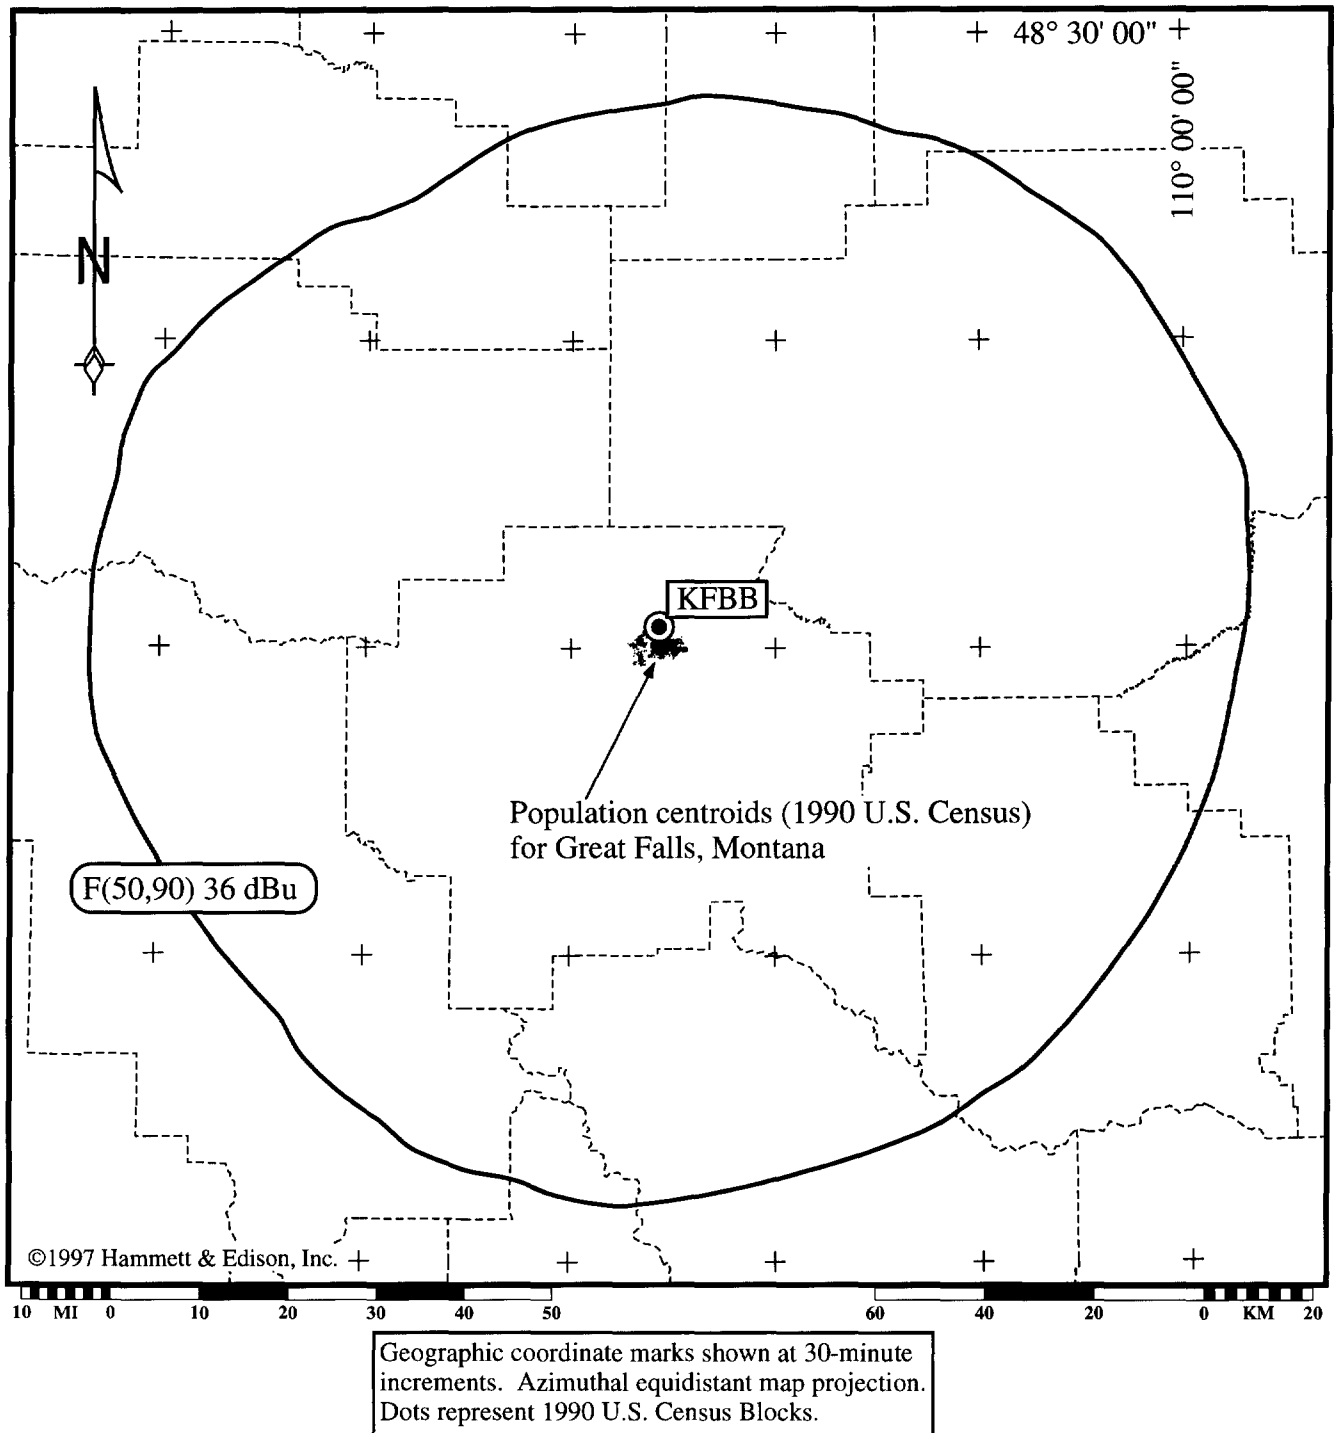 48° 30' 00"
110° 00' 00"
N
KFBB
Population centroids (1990 U.S. Census)
for Great Falls, Montana
F(50,90) 36 dBu
©1997 Hammett & Edison, Inc.
10 MI 0 10 20 30 40 50 60 40 20 0 KM 20
Geographic coordinate marks shown at 30-minute
increments. Azimuthal equidistant map projection.
Dots represent 1990 U.S. Census Blocks.